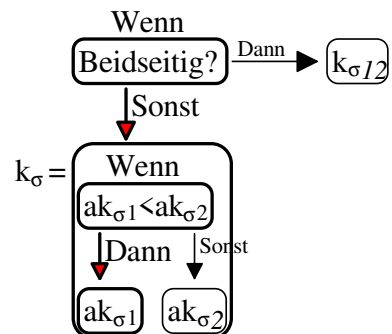 Wenn
Beidseitig? Dann kσ12
Sonst
kσ = Wenn
akσ1<akσ2
Dann Sonst
akσ1 akσ2